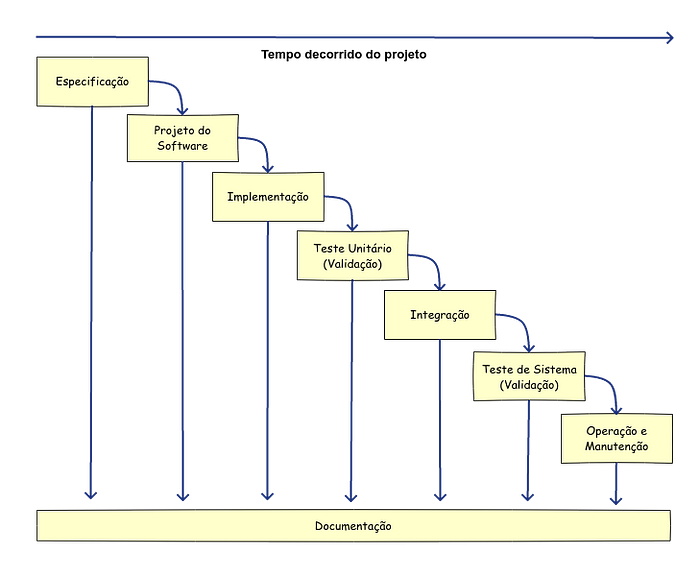 Tempo decorrido do projeto
Especificação
Projeto do
Software
Implementação
Teste Unitário
(Validação)
Integração
Teste de Sistema
(Validação)
Operação e
Manutenção
Documentação